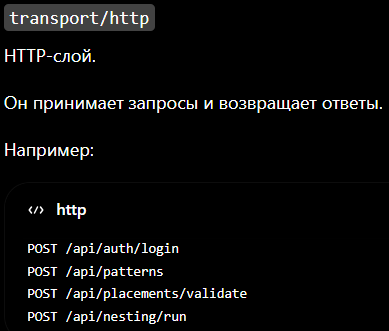 transport/http
HTTP-слой.
Он принимает запросы и возвращает ответы.
Например:
</> http
POST /api/auth/login
POST /api/patterns
POST /api/placements/validate
POST /api/nesting/run